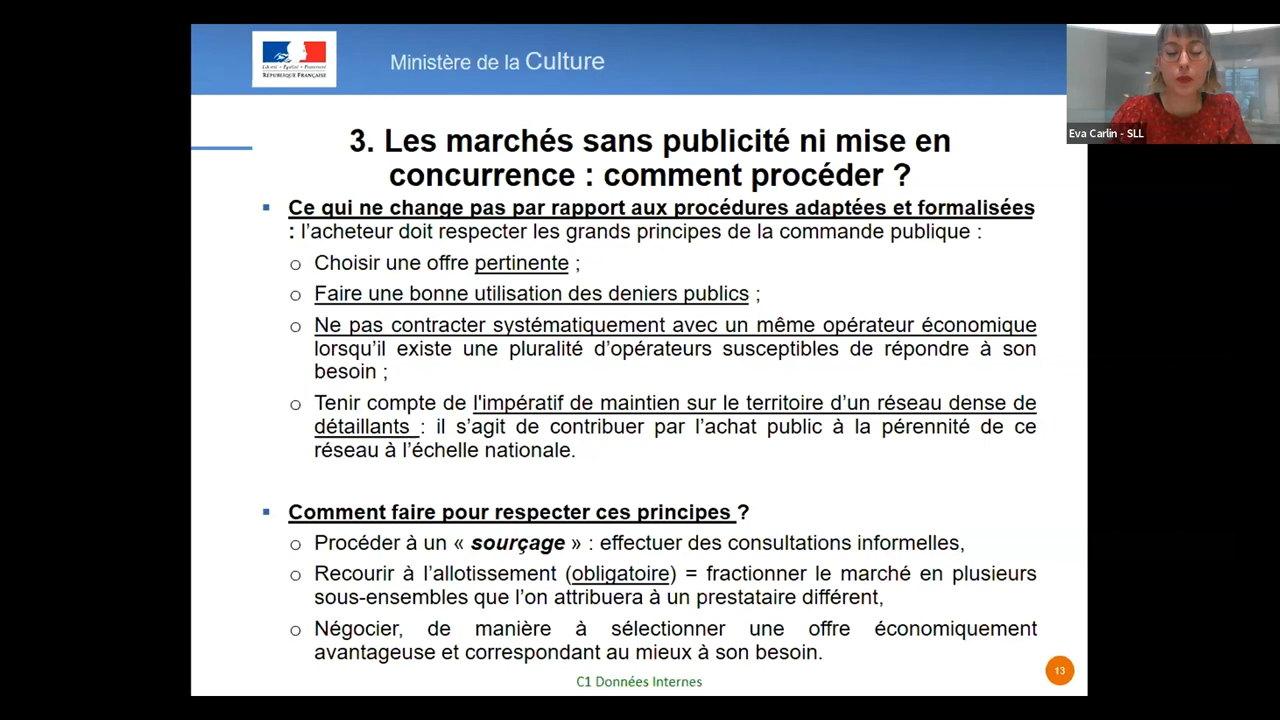 Liberté • Égalité • Fraternité
RÉPUBLIQUE FRANÇAISE
Ministère de la Culture
Eva Carlin - SLL
3. Les marchés sans publicité ni mise en
concurrence : comment procéder ?
▪ Ce qui ne change pas par rapport aux procédures adaptées et formalisées
: l’acheteur doit respecter les grands principes de la commande publique :
o Choisir une offre pertinente ;
o Faire une bonne utilisation des deniers publics ;
o Ne pas contracter systématiquement avec un même opérateur économique
lorsqu’il existe une pluralité d’opérateurs susceptibles de répondre à son
besoin ;
o Tenir compte de l'impératif de maintien sur le territoire d’un réseau dense de
détaillants : il s’agit de contribuer par l’achat public à la pérennité de ce
réseau à l’échelle nationale.
▪ Comment faire pour respecter ces principes ?
o Procéder à un « sourçage » : effectuer des consultations informelles,
o Recourir à l’allotissement (obligatoire) = fractionner le marché en plusieurs
sous-ensembles que l’on attribuera à un prestataire différent,
o Négocier, de manière à sélectionner une offre économiquement
avantageuse et correspondant au mieux à son besoin.
13
C1 Données Internes